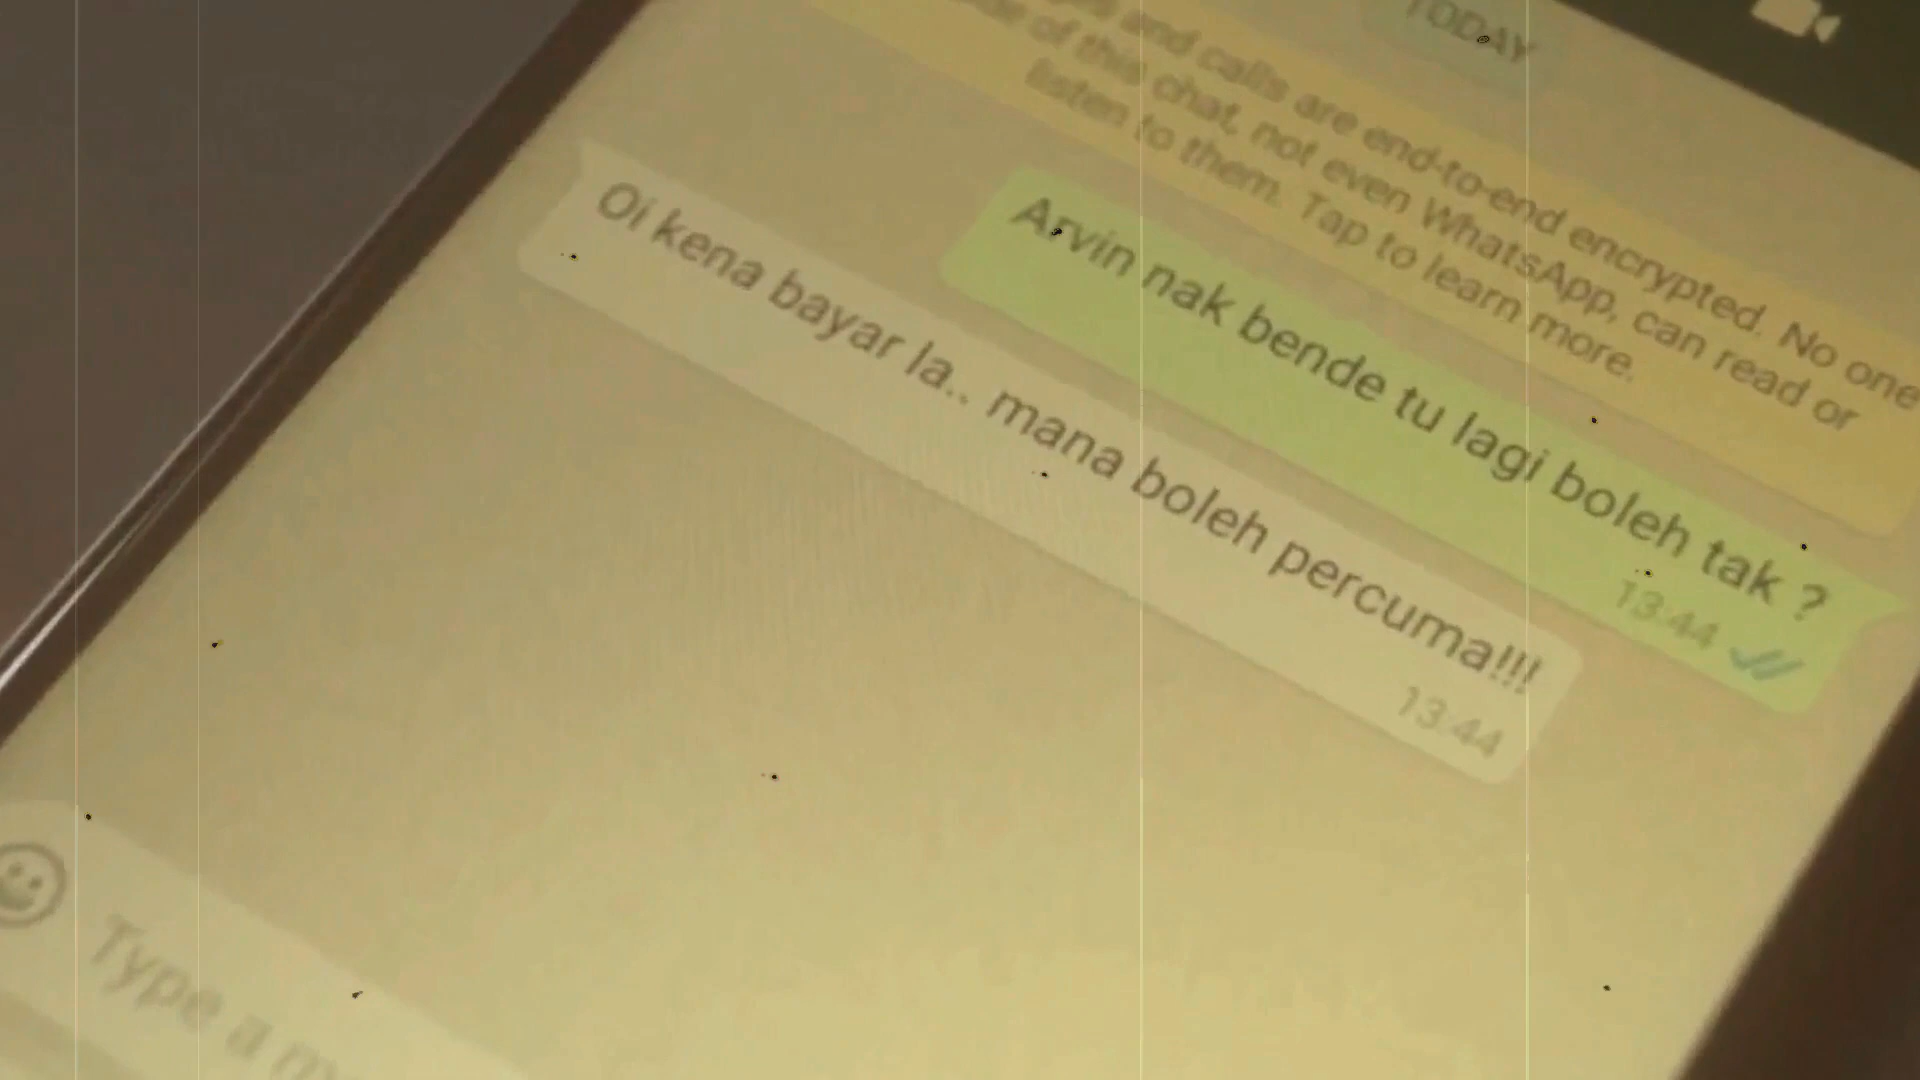 TODAY
and calls are end-to-end encrypted. No one
of this chat, not even WhatsApp, can read or
listen to them. Tap to learn more.
Arvin nak bende tu lagi boleh tak ?
13:44
Oi kena bayar la.. mana boleh percuma!!!
13:44
Type a